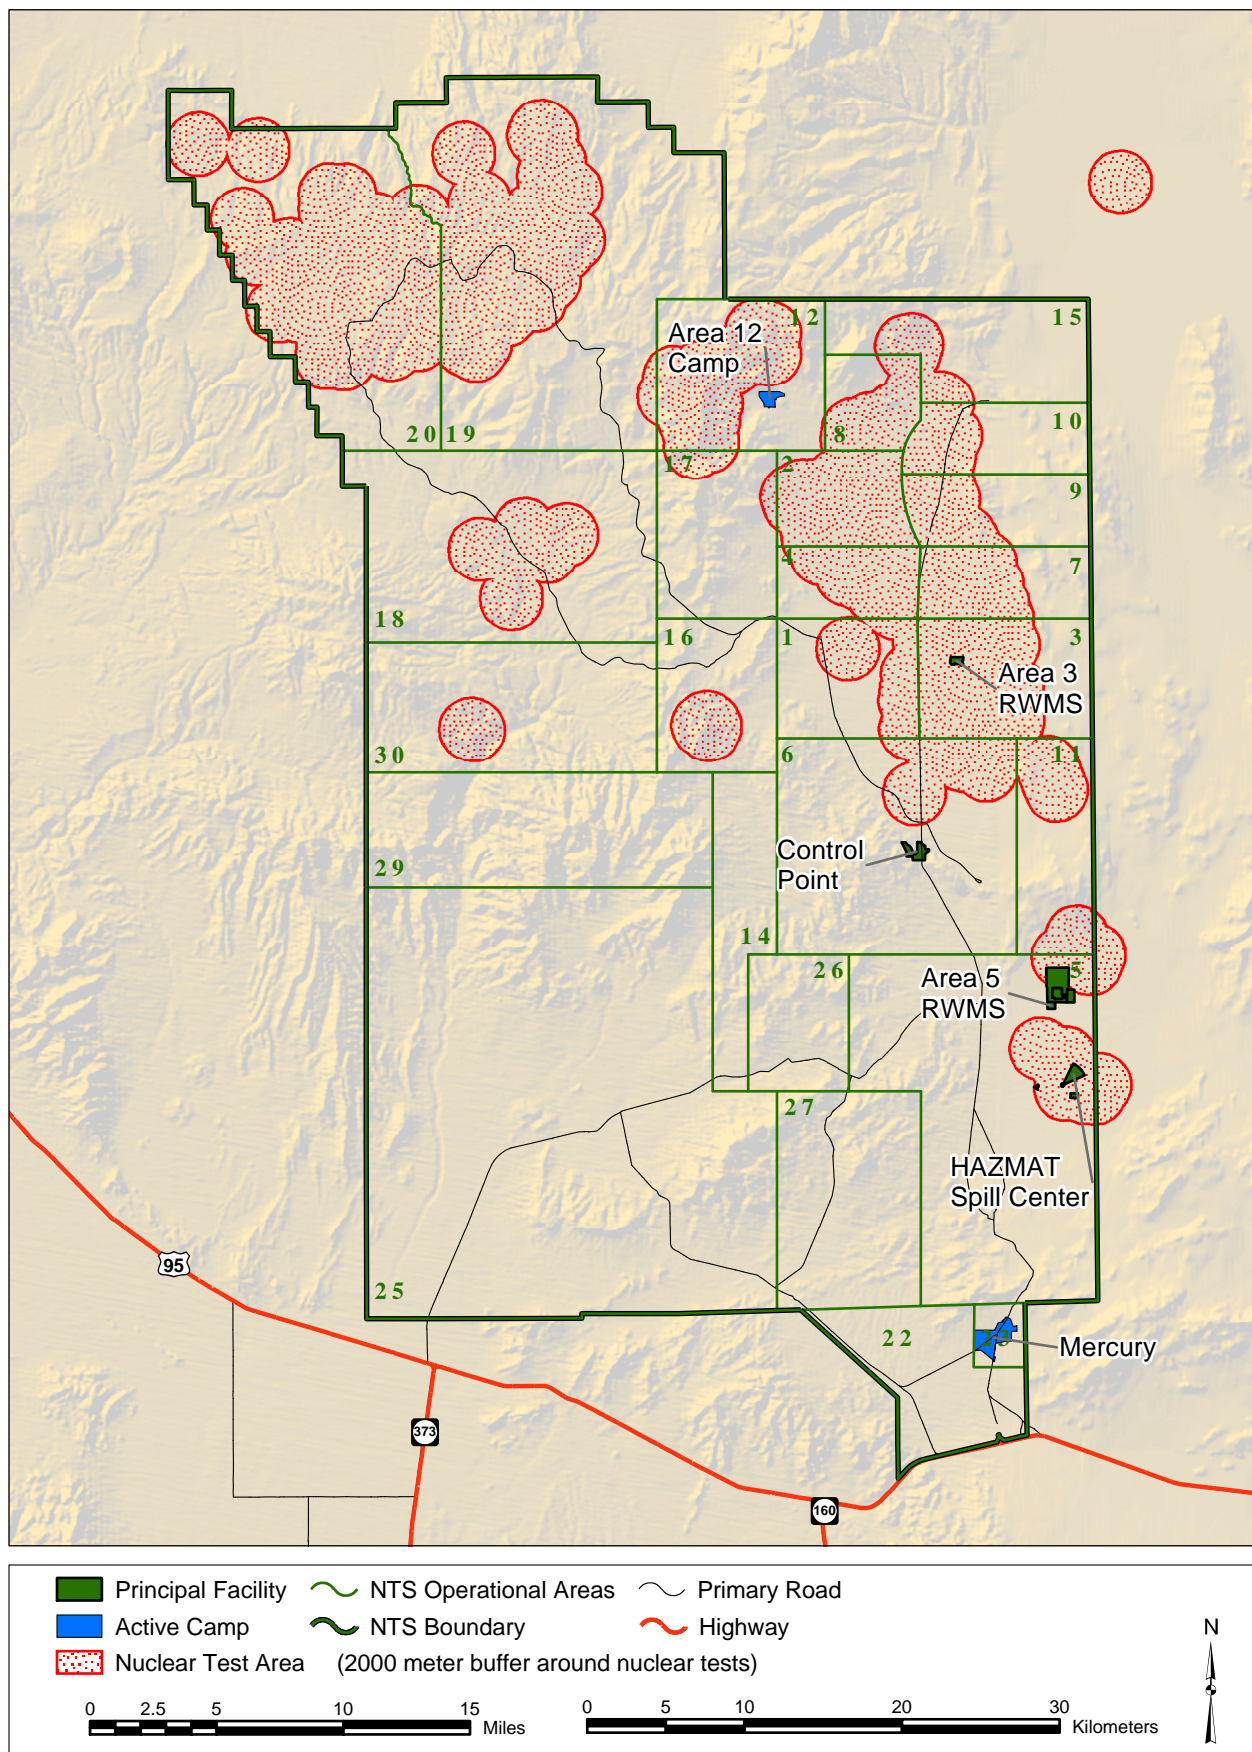 Area 12
Camp
12
15
10
20
19
8
17
2
9
4
7
18
16
1
3
Area 3
RWMS
30
6
11
Control
Point
29
14
26
5
Area 5
RWMS
27
HAZMAT
Spill Center
95
25
22
23
Mercury
373
160
Principal Facility
NTS Operational Areas
Primary Road
Active Camp
NTS Boundary
Highway
Nuclear Test Area (2000 meter buffer around nuclear tests)
N
0 2.5 5 10 15
Miles
0 5 10 20 30
Kilometers